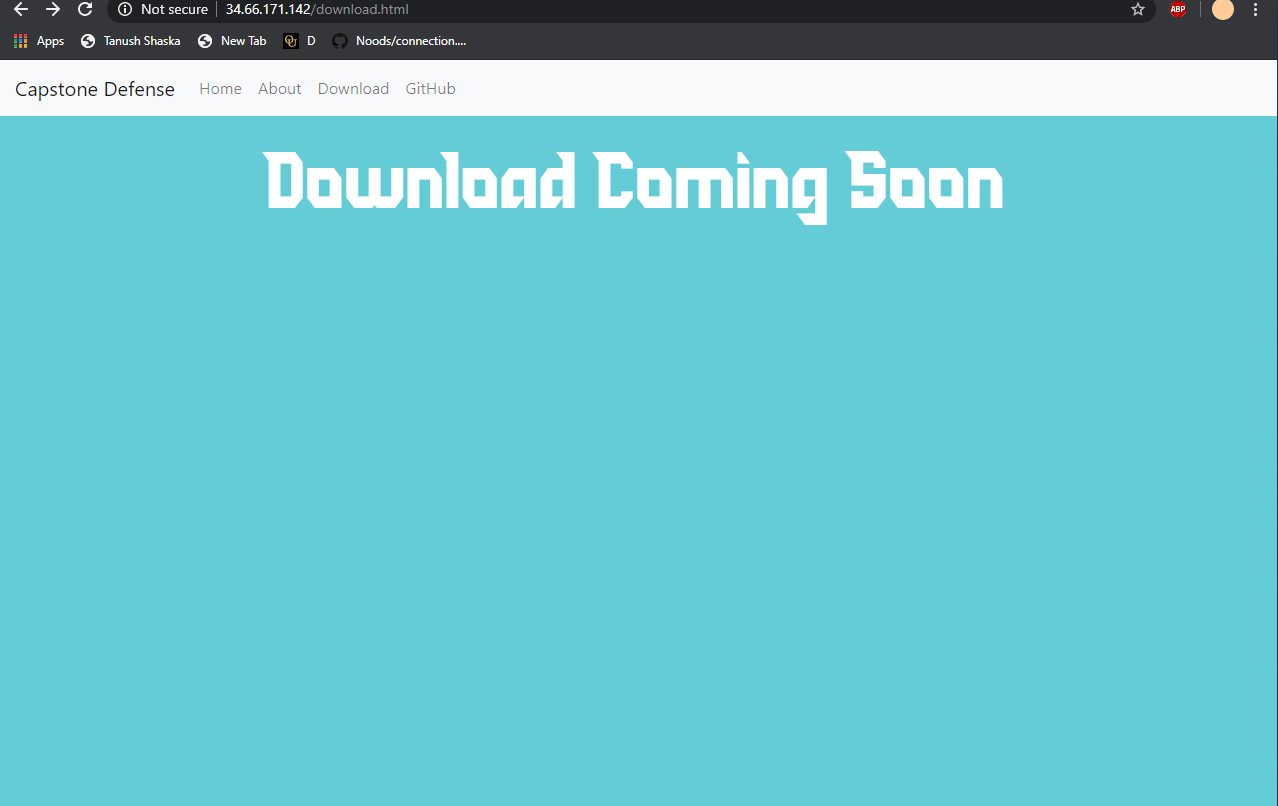 Not secure 34.66.171.142/download.html
ABP
Apps Tanush Shaska New Tab D Noods/connection....
Capstone Defense Home About Download GitHub
Download Coming Soon